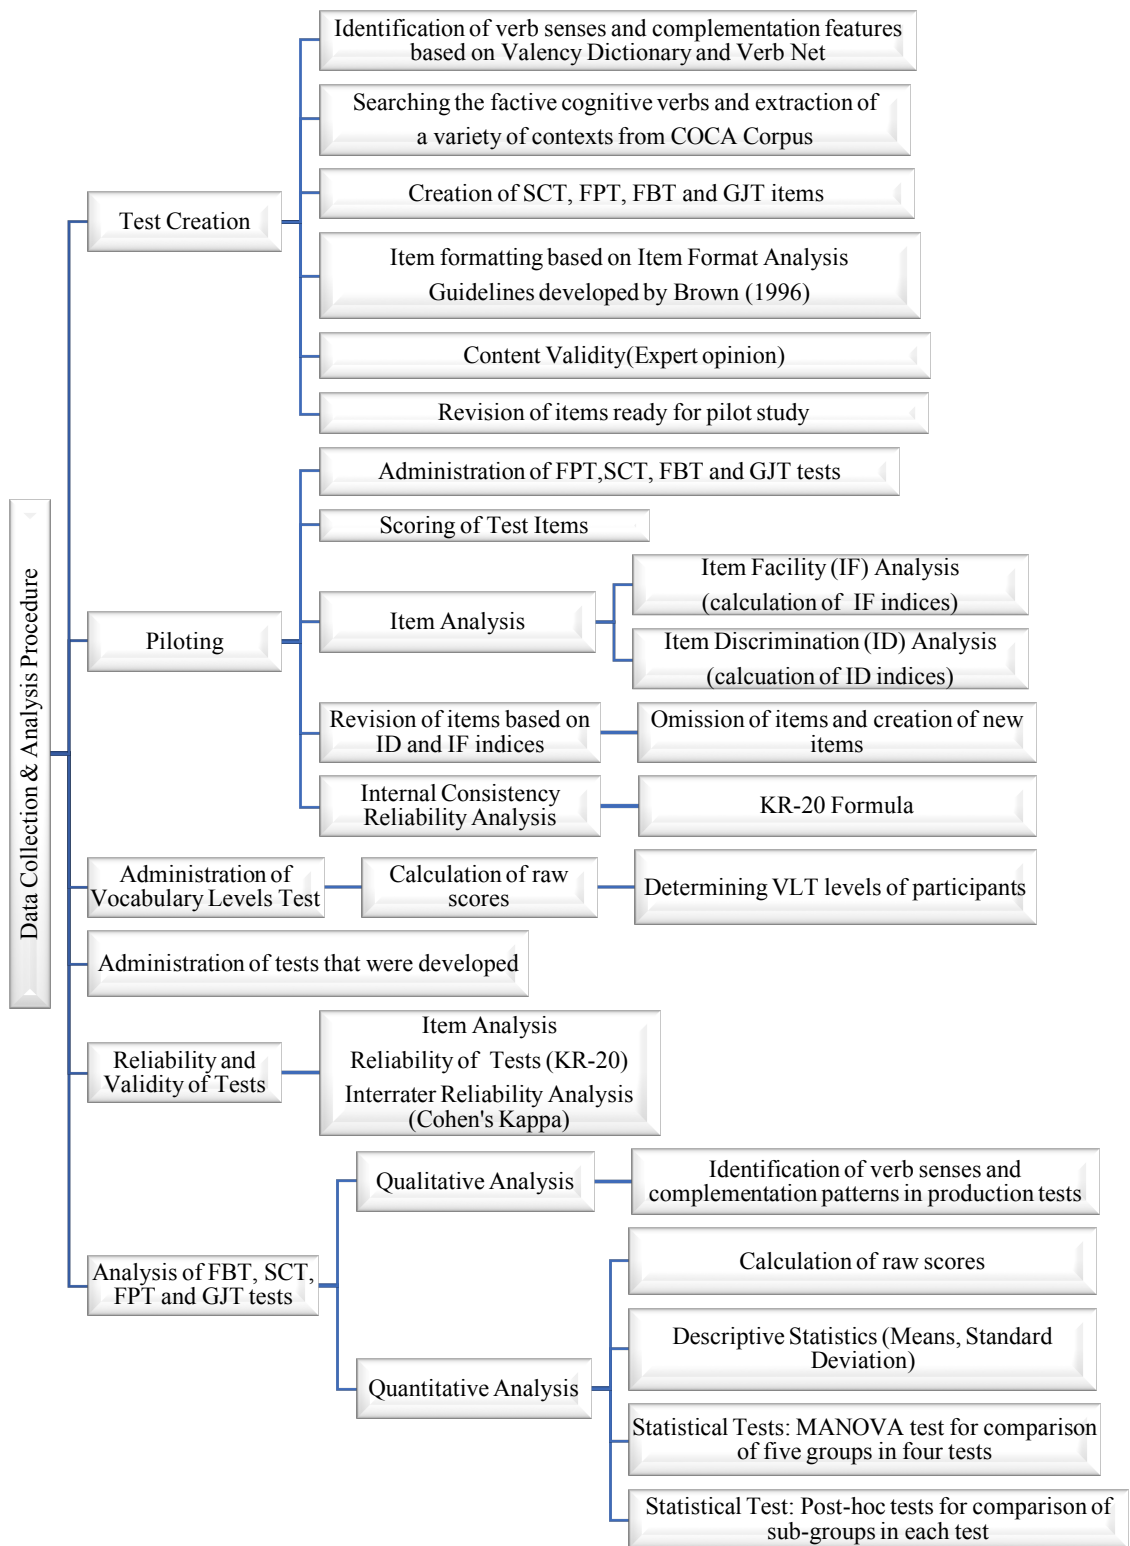 Data Collection & Analysis Procedure
Test Creation
Identification of verb senses and complementation features
based on Valency Dictionary and Verb Net
Searching the factive cognitive verbs and extraction of
a variety of contexts from COCA Corpus
Creation of SCT, FPT, FBT and GJT items
Item formatting based on Item Format Analysis
Guidelines developed by Brown (1996)
Content Validity(Expert opinion)
Revision of items ready for pilot study
Piloting
Administration of FPT,SCT, FBT and GJT tests
Scoring of Test Items
Item Analysis
Item Facility (IF) Analysis
(calculation of IF indices)
Item Discrimination (ID) Analysis
(calcuation of ID indices)
Revision of items based on
ID and IF indices
Omission of items and creation of new
items
Internal Consistency
Reliability Analysis
KR-20 Formula
Administration of
Vocabulary Levels Test
Calculation of raw
scores
Determining VLT levels of participants
Administration of tests that were developed
Reliability and
Validity of Tests
Item Analysis
Reliability of Tests (KR-20)
Interrater Reliability Analysis
(Cohen's Kappa)
Analysis of FBT, SCT,
FPT and GJT tests
Qualitative Analysis
Identification of verb senses and
complementation patterns in production tests
Quantitative Analysis
Calculation of raw scores
Descriptive Statistics (Means, Standard
Deviation)
Statistical Tests: MANOVA test for comparison
of five groups in four tests
Statistical Test: Post-hoc tests for comparison of
sub-groups in each test